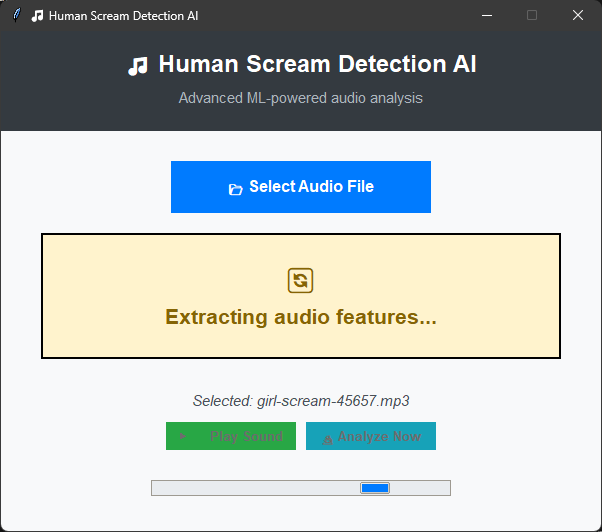 Human Scream Detection AI
Human Scream Detection AI
Advanced ML-powered audio analysis
Select Audio File
Extracting audio features...
Selected: girl-scream-45657.mp3
Play Sound
Analyze Now